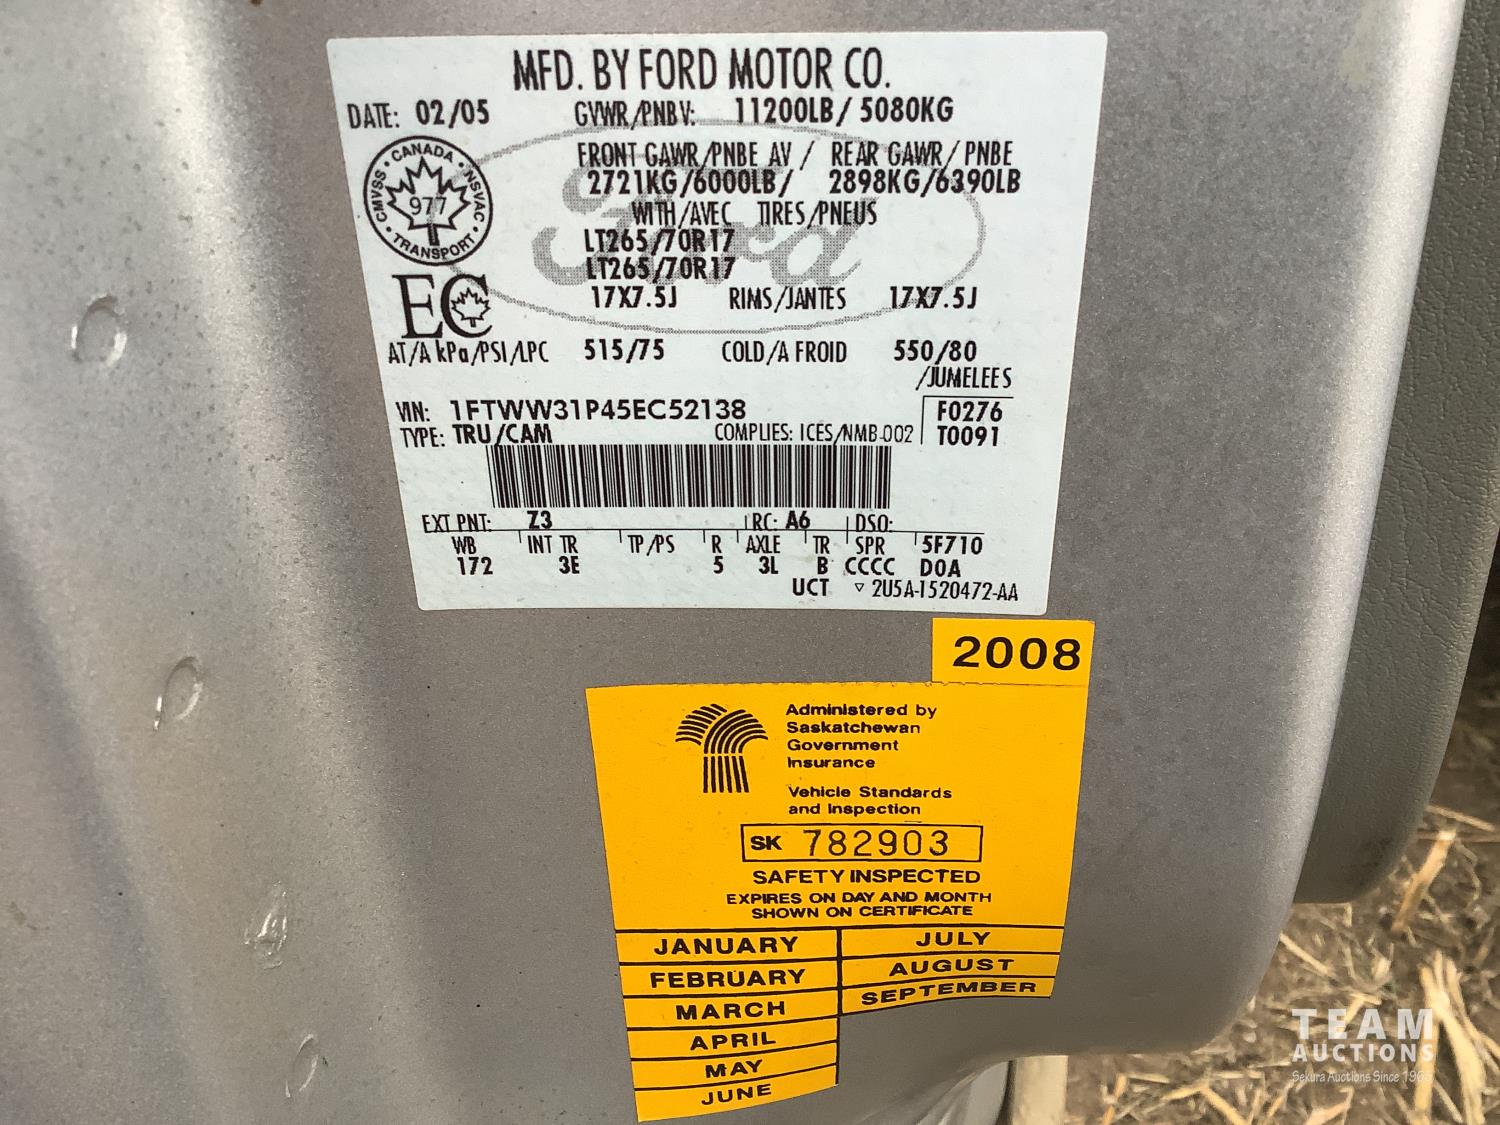 MFD. BY FORD MOTOR CO.
DATE: 02/05 GVWR/PNBV: 11200LB/ 5080KG
FRONT GAWR/PNBE AV / REAR GAWR/ PNBE
2721KG/6000LB/ 2898KG/6390LB
WITH/AVEC TIRES/PNEUS
LT265/70R17
LT265/70R17
17X7.5J RIMS/JANTES 17X7.5J
Ford
CANADA
CMVSS NSVAC
977
TRANSPORT
EC
AT/A kPa/PSI/LPC 515/75 COLD/A FROID 550/80
/JUMELEES
VIN: 1FTWW31P45EC52138 F0276
TYPE: TRU/CAM COMPLIES: ICES/NMB-002 T0091
EXT PNT: Z3 RC: A6 DSO:
WB INT TR TP/PS R AXLE TR SPR 5F710
172 3E 5 3L B CCCC D0A
UCT ▽ 2U5A-1520472-AA
2008
Administered by
Saskatchewan
Government
Insurance
Vehicle Standards
and Inspection
SK 782903
SAFETY INSPECTED
EXPIRES ON DAY AND MONTH
SHOWN ON CERTIFICATE
JANUARY JULY
FEBRUARY AUGUST
MARCH SEPTEMBER
APRIL
MAY
JUNE
TEAM
AUCTIONS
Sekura Auctions Since 1966